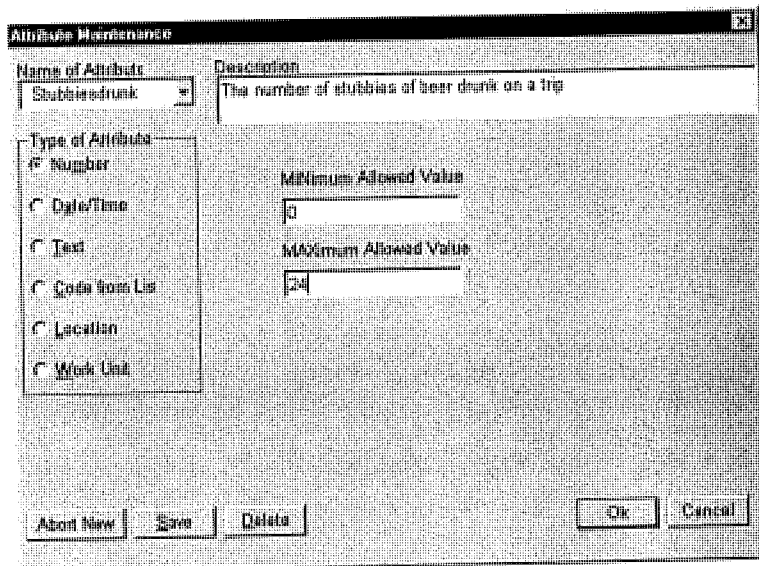 Attribute Maintenance
Name of Attribute
Stubbiesdrunk
Description
The number of stubbies of beer drunk on a trip
Type of Attribute
Number
Date/Time
Text
Code from List
Location
Work Unit
MINimum Allowed Value
0
MAXimum Allowed Value
24
Abort New
Save
Delete
Ok
Cancel